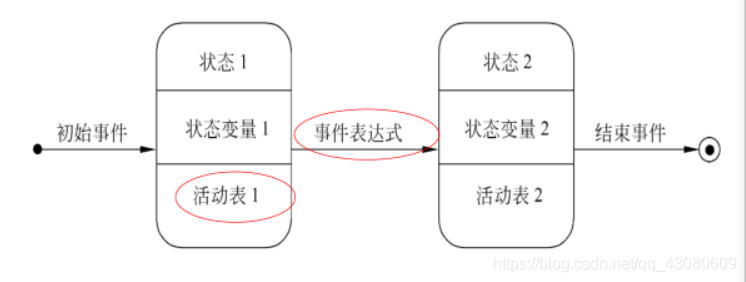 状态 1
状态 2
初始事件
状态变量 1
事件表达式
状态变量 2
结束事件
活动表 1
活动表 2
https://blog.csdn.net/qq_43080609